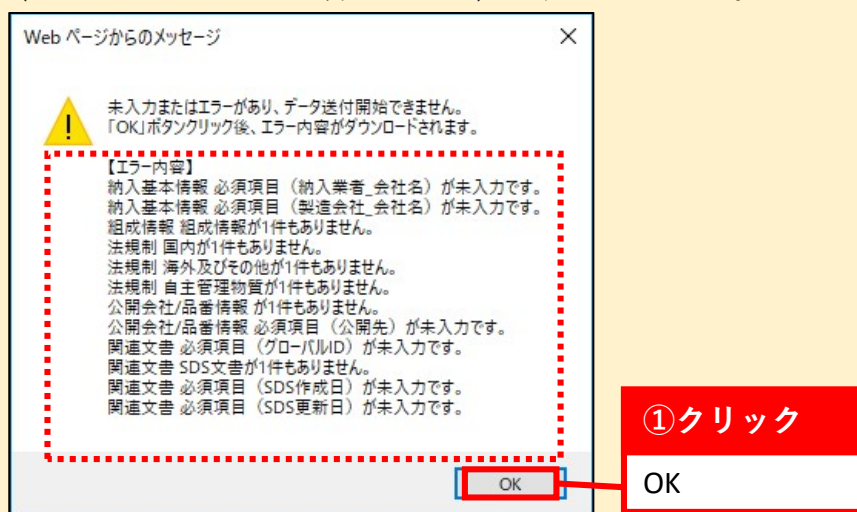 Web ページからのメッセージ
未入力またはエラーがあり、データ送付開始できません。
「OK」ボタンクリック後、エラー内容がダウンロードされます。
【エラー内容】
納入基本情報 必須項目（納入業者_会社名）が未入力です。
納入基本情報 必須項目（製造会社_会社名）が未入力です。
組成情報 組成情報が1件もありません。
法規制 国内が1件もありません。
法規制 海外及びその他が1件もありません。
法規制 自主管理物質が1件もありません。
公開会社/品番情報 が1件もありません。
公開会社/品番情報 必須項目（公開先）が未入力です。
関連文書 必須項目（グローバルID）が未入力です。
関連文書 SDS文書が1件もありません。
関連文書 必須項目（SDS作成日）が未入力です。
関連文書 必須項目（SDS更新日）が未入力です。
OK
①クリック
OK